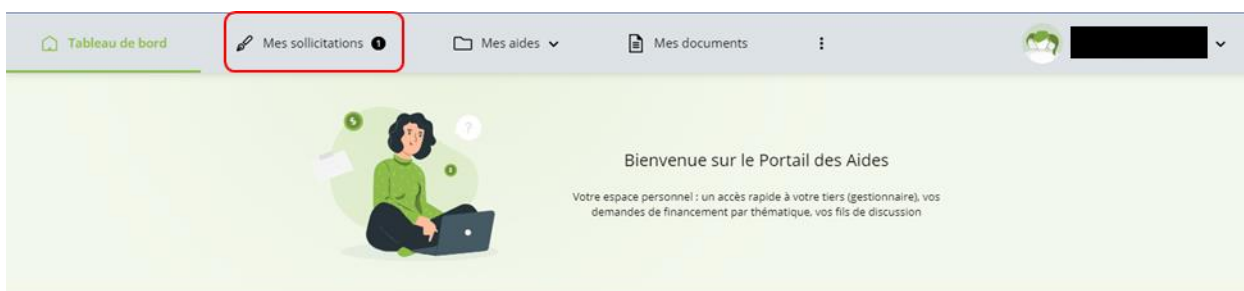 Tableau de bord
Mes sollicitations 1
Mes aides
Mes documents
?
$
Bienvenue sur le Portail des Aides
Votre espace personnel : un accès rapide à votre tiers (gestionnaire), vos
demandes de financement par thématique, vos fils de discussion